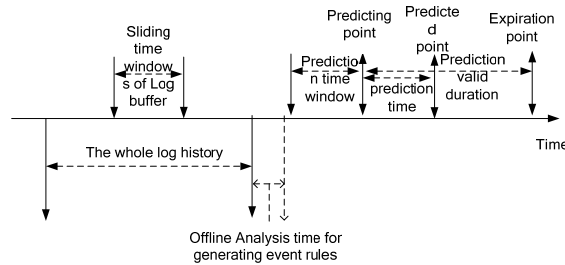 Sliding
time
window
s of Log
buffer
Predicting
point
Predicte
d
point
Expiration
point
Predictio
n time
window
prediction
time
Prediction
valid
duration
Time
The whole log history
Offline Analysis time for
generating event rules